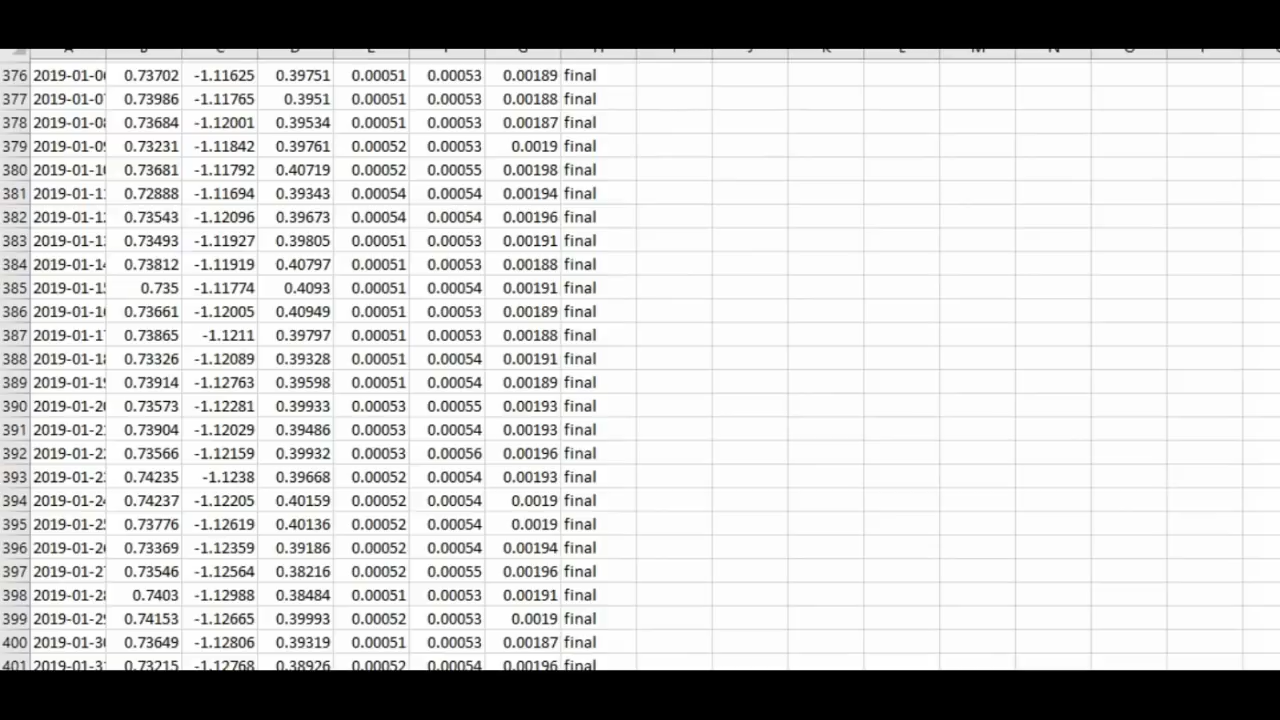 376 2019-01-0 0.73702 -1.11625 0.39751 0.00051 0.00053 0.00189 final
377 2019-01-0 0.73986 -1.11765 0.3951 0.00051 0.00053 0.00188 final
378 2019-01-0 0.73684 -1.12001 0.39534 0.00051 0.00053 0.00187 final
379 2019-01-0 0.73231 -1.11842 0.39761 0.00052 0.00053 0.0019 final
380 2019-01-1 0.73681 -1.11792 0.40719 0.00052 0.00055 0.00198 final
381 2019-01-1 0.72888 -1.11694 0.39343 0.00054 0.00054 0.00194 final
382 2019-01-1 0.73543 -1.12096 0.39673 0.00054 0.00054 0.00196 final
383 2019-01-1 0.73493 -1.11927 0.39805 0.00051 0.00053 0.00191 final
384 2019-01-1 0.73812 -1.11919 0.40797 0.00051 0.00053 0.00188 final
385 2019-01-1 0.735 -1.11774 0.4093 0.00051 0.00054 0.00191 final
386 2019-01-1 0.73661 -1.12005 0.40949 0.00051 0.00053 0.00189 final
387 2019-01-1 0.73865 -1.1211 0.39797 0.00051 0.00053 0.00188 final
388 2019-01-1 0.73326 -1.12089 0.39328 0.00051 0.00054 0.00191 final
389 2019-01-1 0.73914 -1.12763 0.39598 0.00051 0.00054 0.00189 final
390 2019-01-2 0.73573 -1.12281 0.39933 0.00053 0.00055 0.00193 final
391 2019-01-2 0.73904 -1.12029 0.39486 0.00053 0.00054 0.00193 final
392 2019-01-2 0.73566 -1.12159 0.39932 0.00053 0.00056 0.00196 final
393 2019-01-2 0.74235 -1.1238 0.39668 0.00052 0.00054 0.00193 final
394 2019-01-2 0.74237 -1.12205 0.40159 0.00052 0.00054 0.0019 final
395 2019-01-2 0.73776 -1.12619 0.40136 0.00052 0.00054 0.0019 final
396 2019-01-2 0.73369 -1.12359 0.39186 0.00052 0.00054 0.00194 final
397 2019-01-2 0.73546 -1.12564 0.38216 0.00052 0.00055 0.00196 final
398 2019-01-2 0.7403 -1.12988 0.38484 0.00051 0.00053 0.00191 final
399 2019-01-2 0.74153 -1.12665 0.39993 0.00052 0.00053 0.0019 final
400 2019-01-3 0.73649 -1.12806 0.39319 0.00051 0.00053 0.00187 final
401 2019-01-3 0.73215 -1.12768 0.38926 0.00052 0.00054 0.00196 final